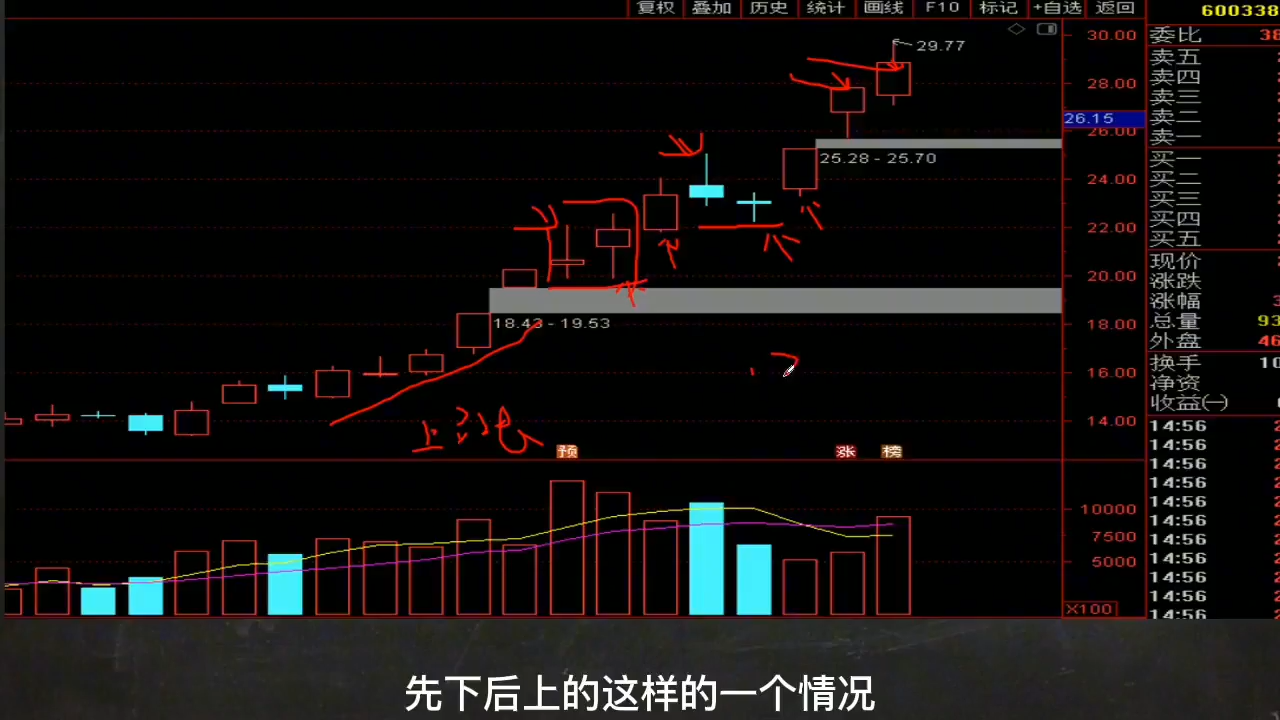 复权 叠加 历史 统计 画线 F10 标记 +自选 返回
600338
委比 38
卖五
卖四
卖三
卖二
卖一
买一
买二
买三
买四
买五
现价
涨跌
涨幅
总量 93
外盘 46
换手 10
净资
收益(一)
14:56
14:56
14:56
14:56
14:56
14:56
14:56
14:56
14:56
14:56
14:56
30.00
28.00
26.15
26.00
24.00
22.00
20.00
18.00
16.00
14.00
29.77
25.28 - 25.70
18.43 - 19.53
上涨
预
涨
榜
10000
7500
5000
X100
先下后上的这样的一个情况